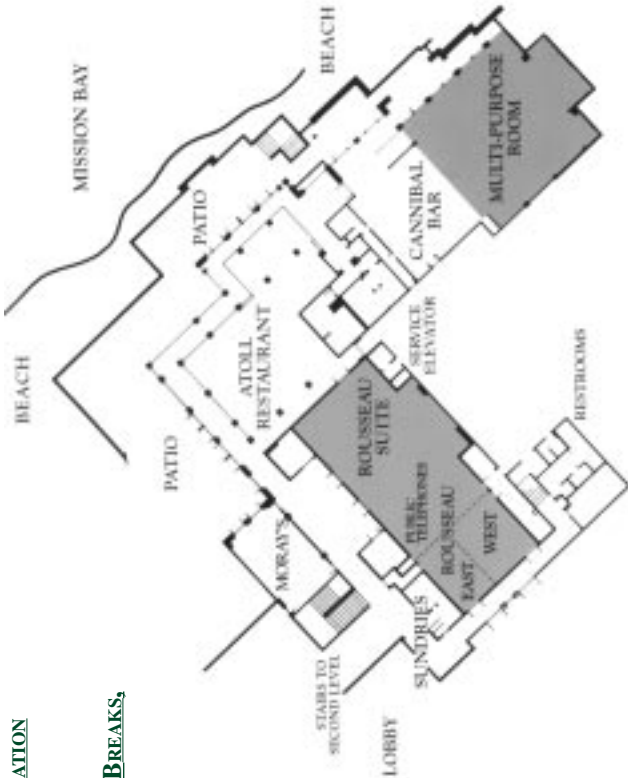 ATION
BREAKS,
MISSION BAY
BEACH
BEACH
PATIO
PATIO
ATOLL
RESTAURANT
MORAY'S
CANNIBAL
BAR
MULTI-PURPOSE
ROOM
SERVICE
ELEVATOR
RESTROOMS
ROUSSEAU
SUITE
PUBLIC
TELEPHONES
ROUSSEAU
EAST
WEST
SUNDRIES
STAIRS TO
SECOND LEVEL
LOBBY